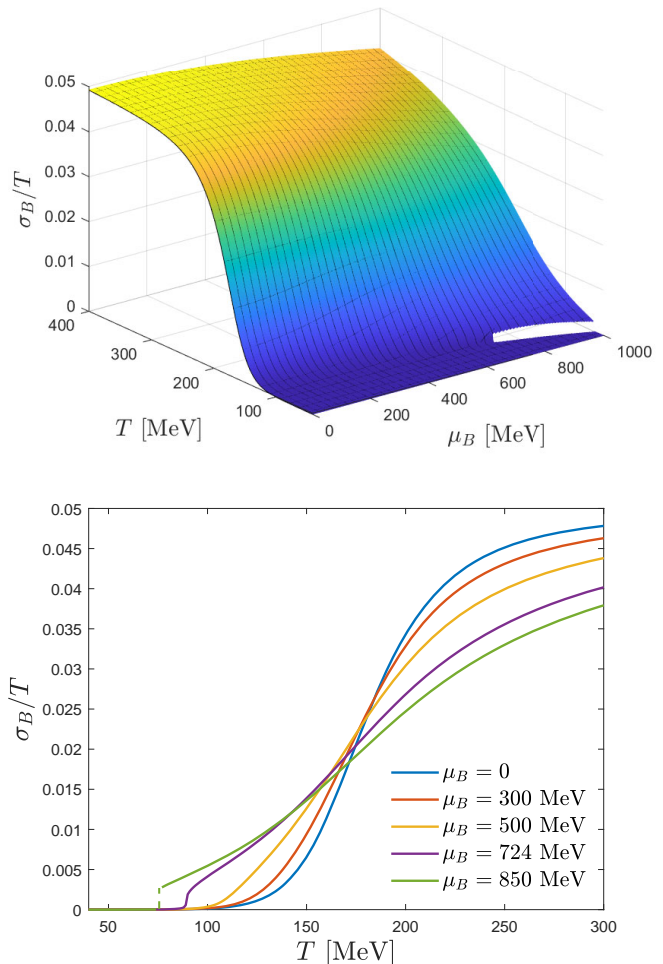 0.05
0.04
0.03
0.02
0.01
0
σ_B/T
400
300
200
100
T [MeV]
0
200
400
600
800
1000
μ_B [MeV]
0.05
0.045
0.04
0.035
0.03
0.025
0.02
0.015
0.01
0.005
0
σ_B/T
μ_B = 0
μ_B = 300 MeV
μ_B = 500 MeV
μ_B = 724 MeV
μ_B = 850 MeV
50 100 150 200 250 300
T [MeV]